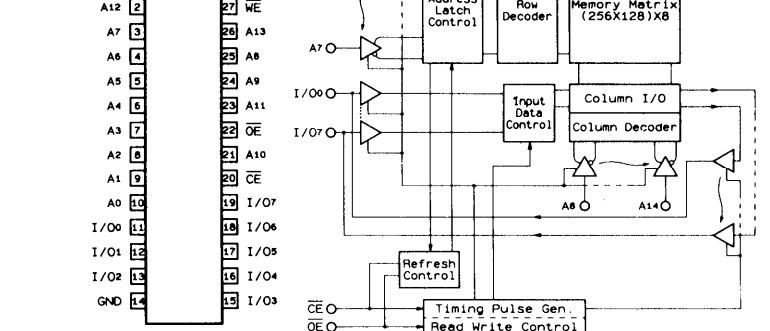 A12 2
27 WE
A7 3
26 A13
A6 4
25 A8
A5 5
24 A9
A4 6
23 A11
A3 7
22 OE
A2 8
21 A10
A1 9
20 CE
A0 10
19 I/O7
I/O0 11
18 I/O6
I/O1 12
17 I/O5
I/O2 13
16 I/O4
GND 14
15 I/O3
Address
Latch
Control
Row
Decoder
Memory Matrix
(256X128)X8
A7
I/O0
I/O7
Input
Data
Control
Column I/O
Column Decoder
A8
A14
Refresh
Control
CE
Timing Pulse Gen.
OE
Read Write Control